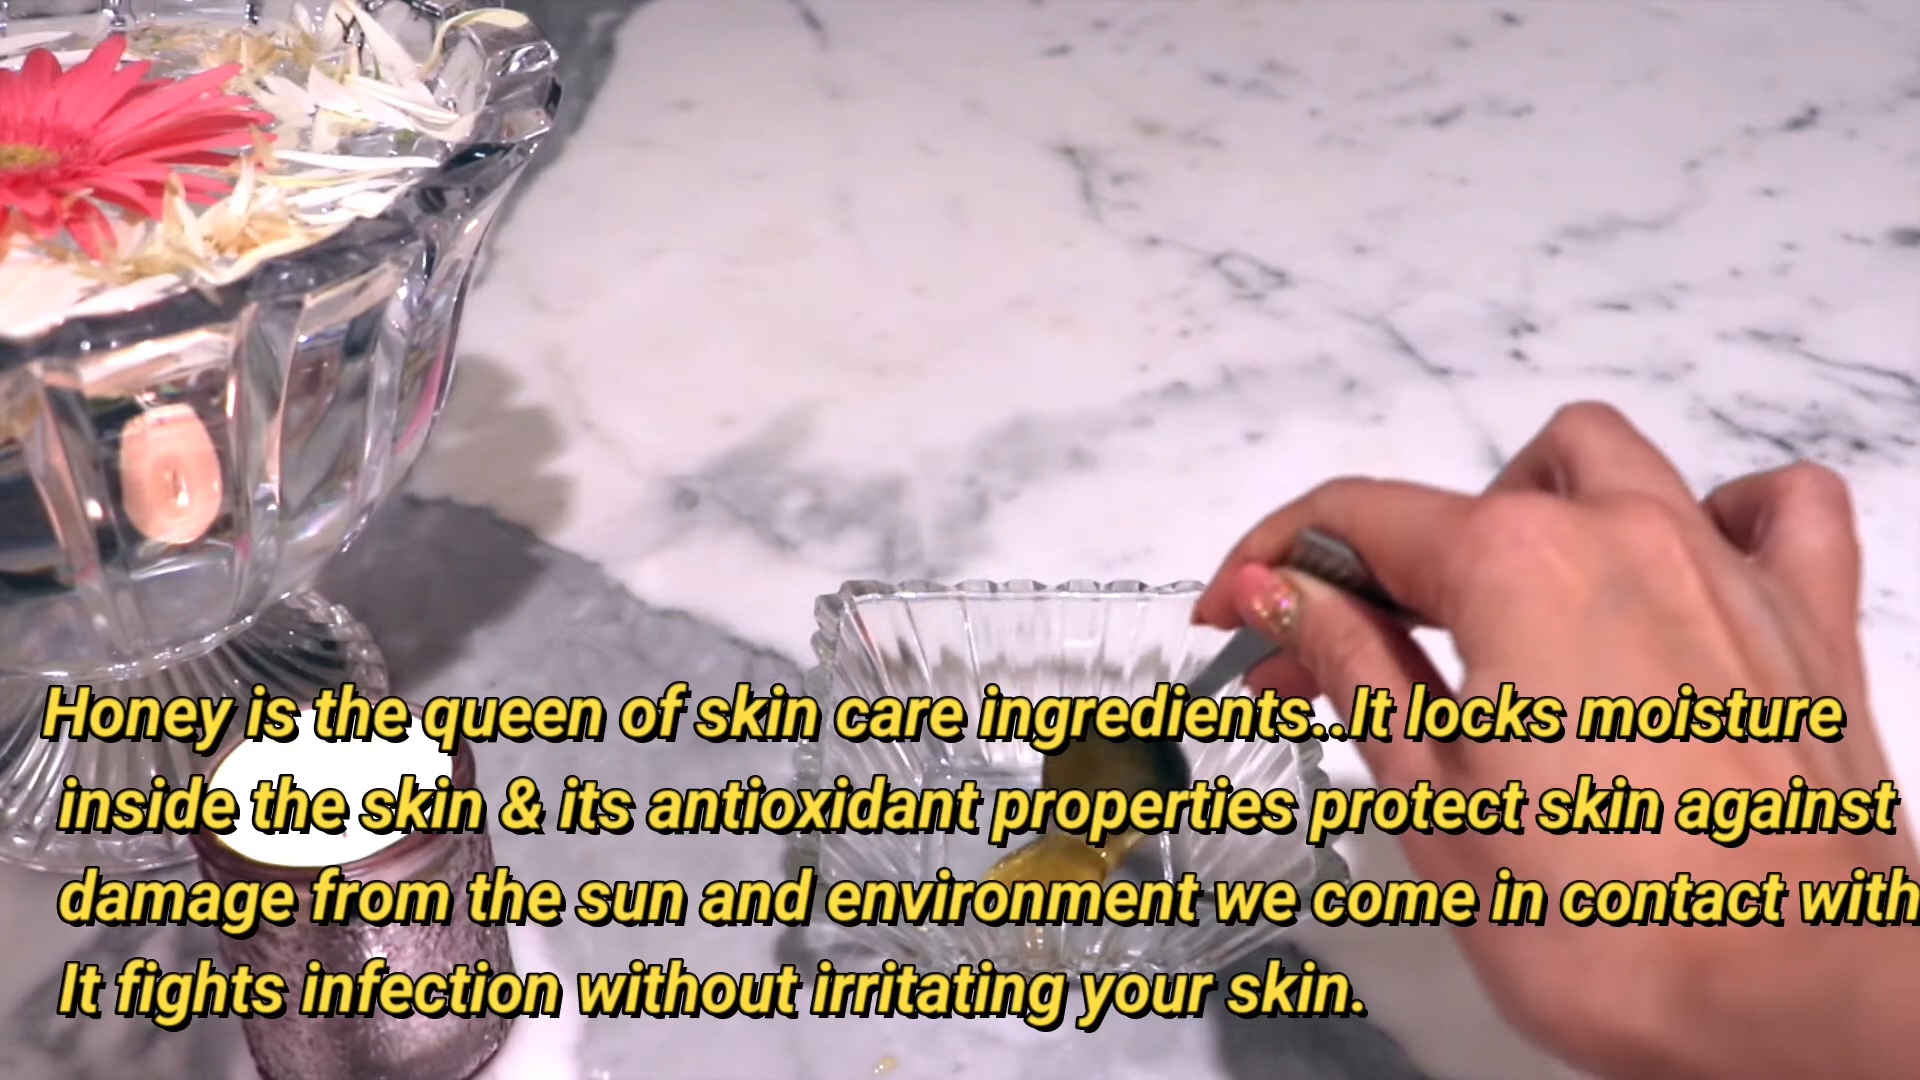 Honey is the queen of skin care ingredients..It locks moisture
inside the skin & its antioxidant properties protect skin against
damage from the sun and environment we come in contact with
It fights infection without irritating your skin.